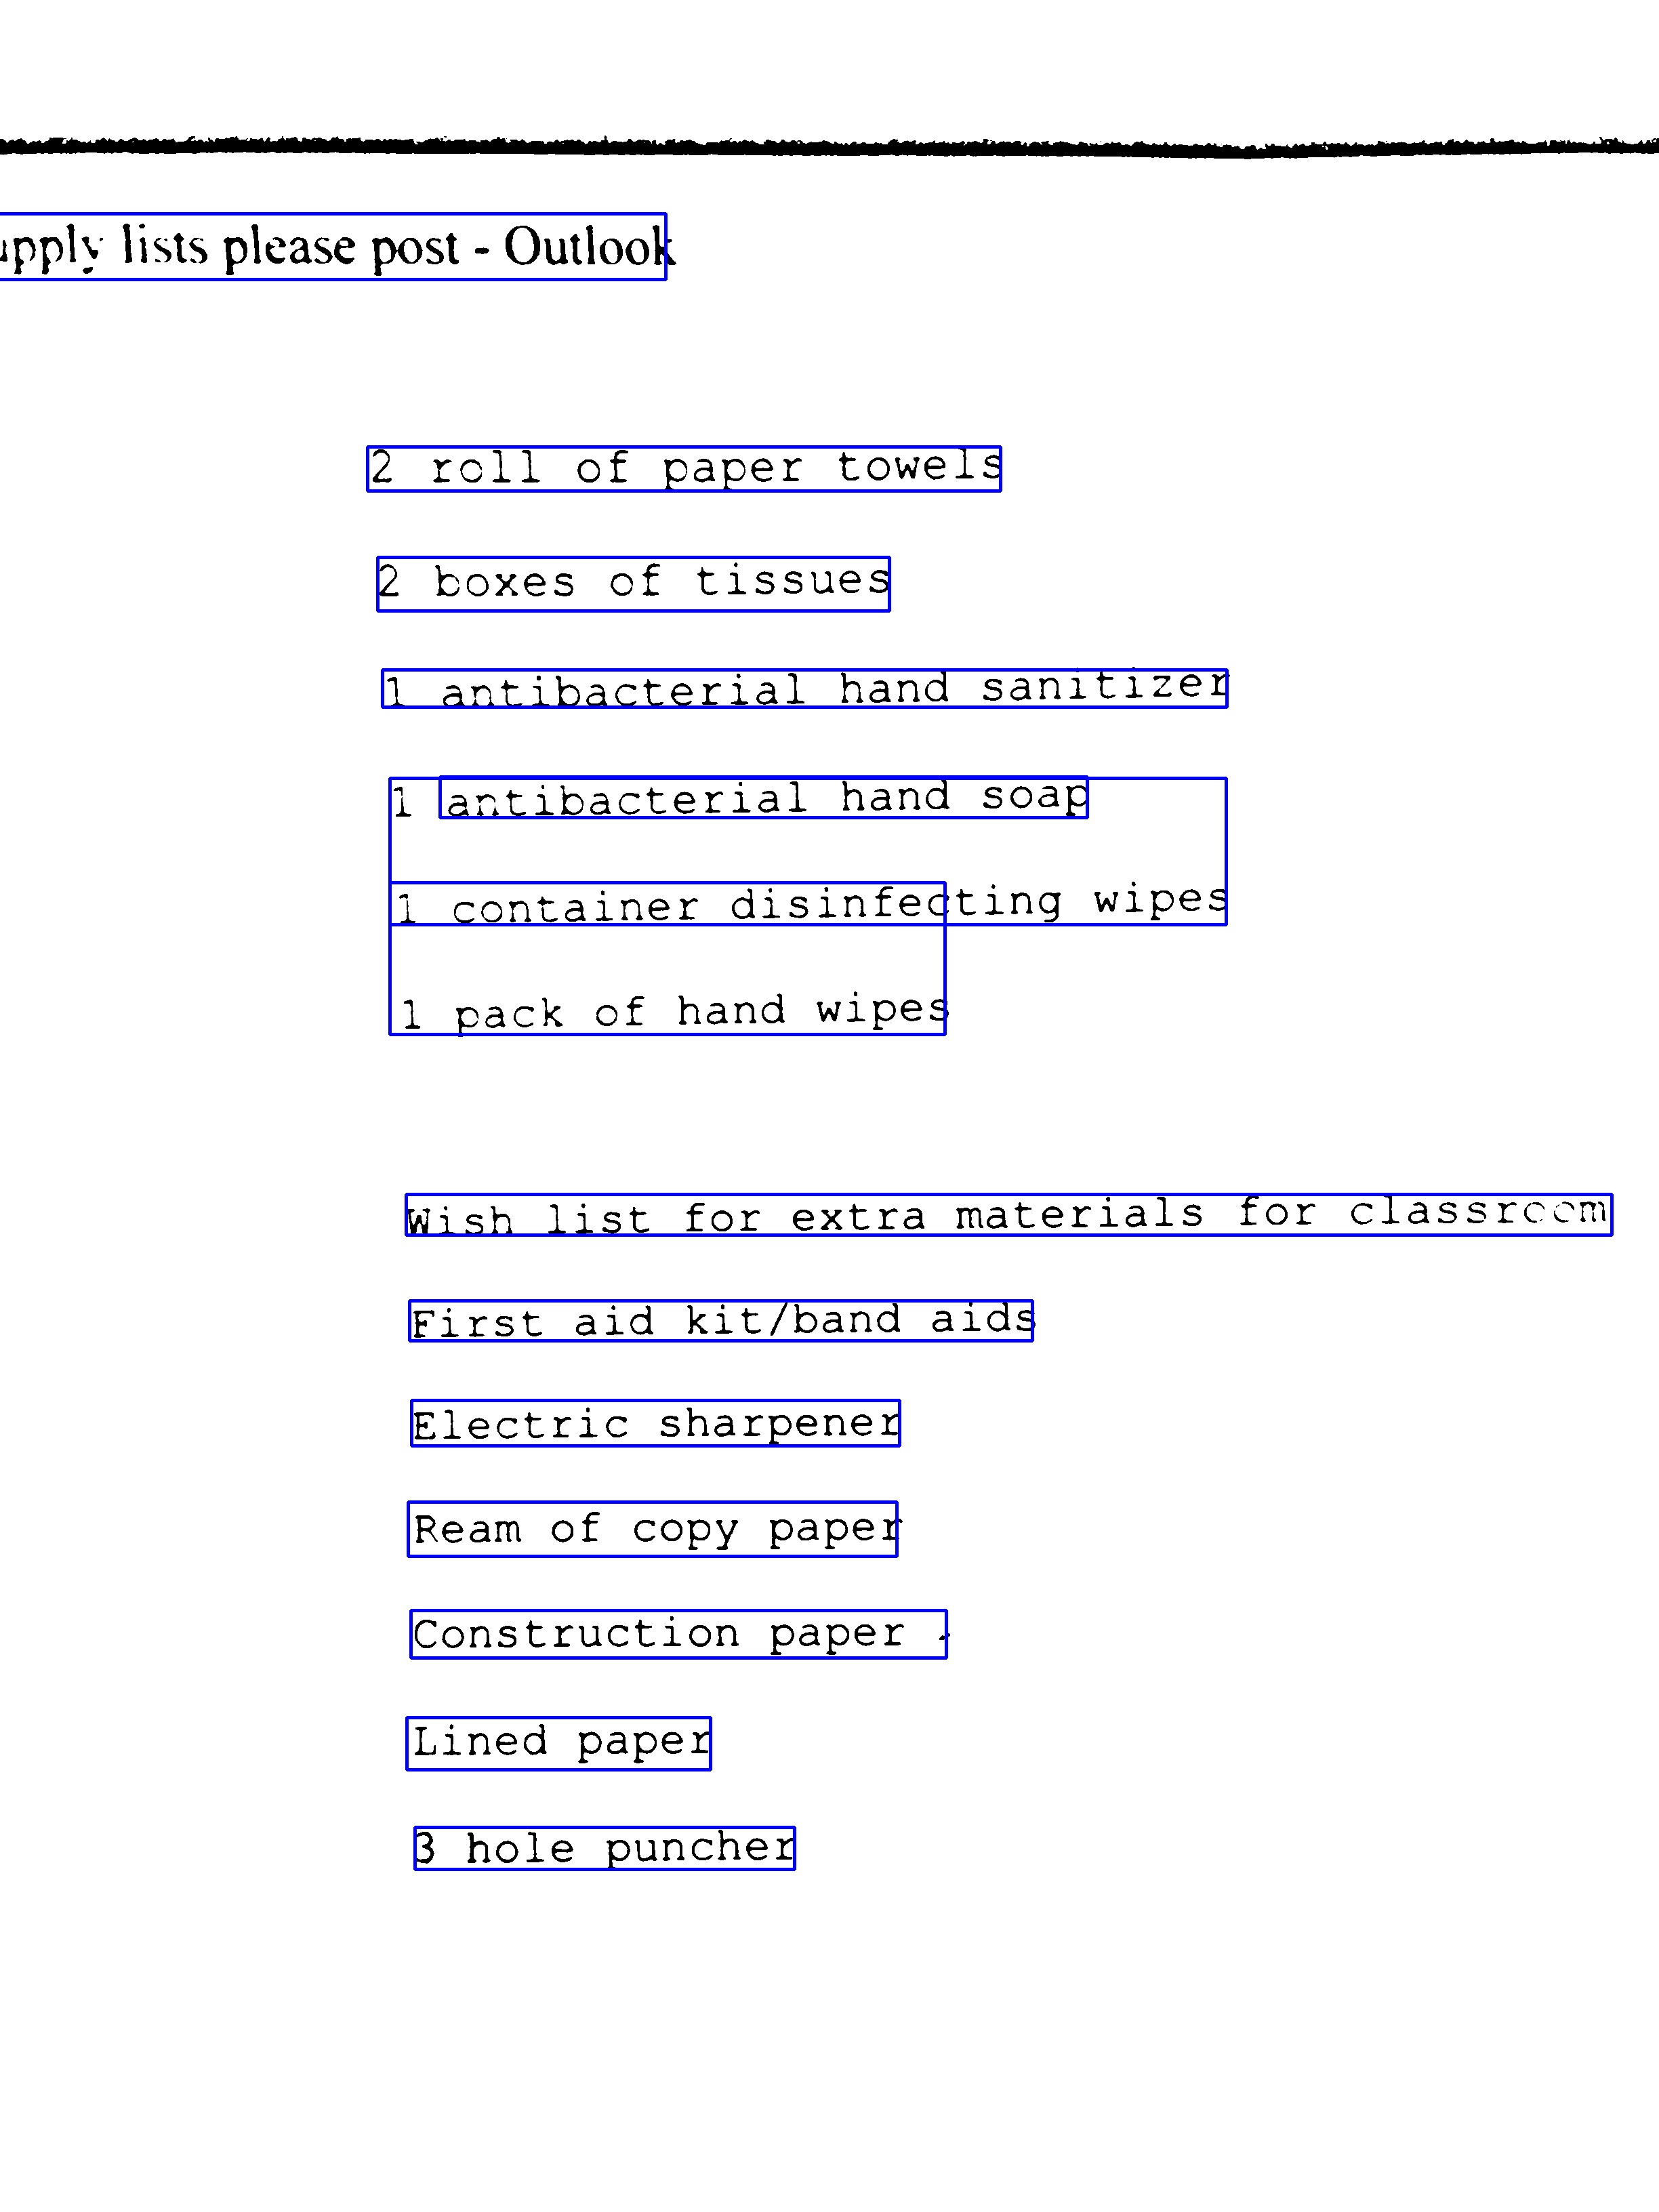 lists please post - Outlook
2 roll of paper towels
2 boxes of tissues
1 antibacterial hand sanitizer
1 antibacterial hand soap
1 container disinfecting wipes
1 pack of hand wipes
Wish list for extra materials for classroom
First aid kit/band aids
Electric sharpener
Ream of copy paper
Construction paper
Lined paper
3 hole puncher